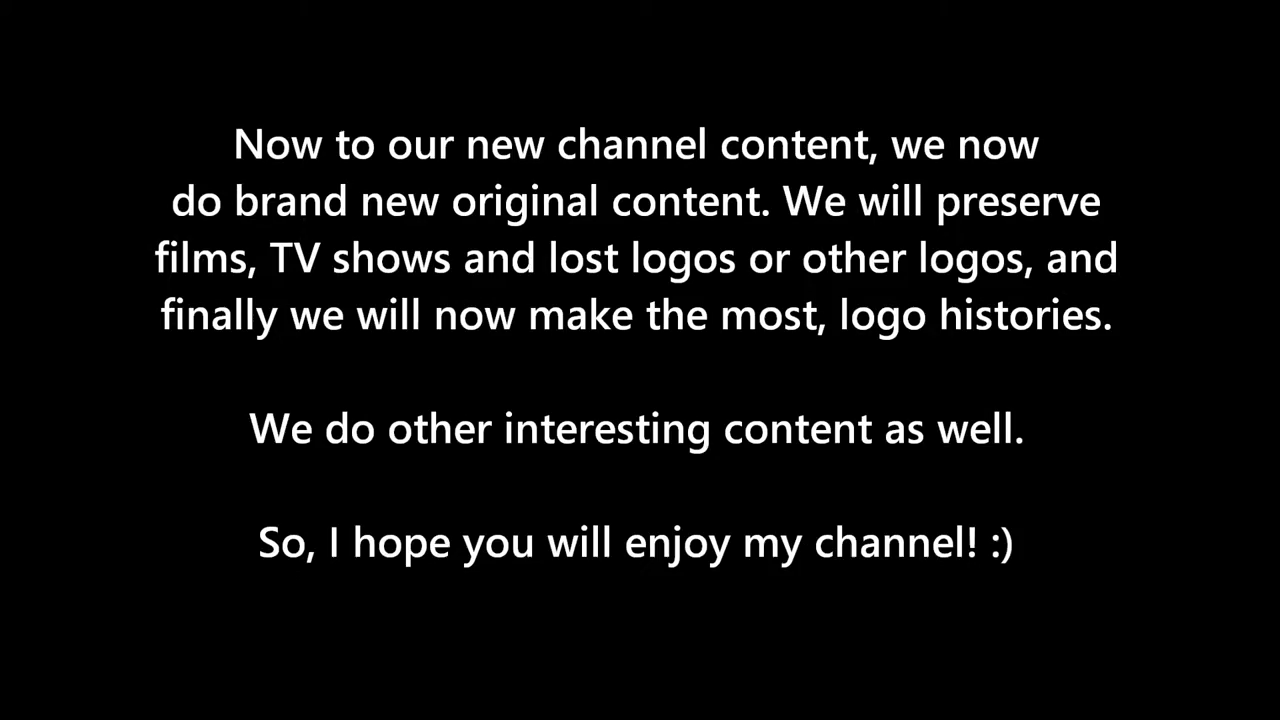 Now to our new channel content, we now
do brand new original content. We will preserve
films, TV shows and lost logos or other logos, and
finally we will now make the most, logo histories.
We do other interesting content as well.
So, I hope you will enjoy my channel! :)